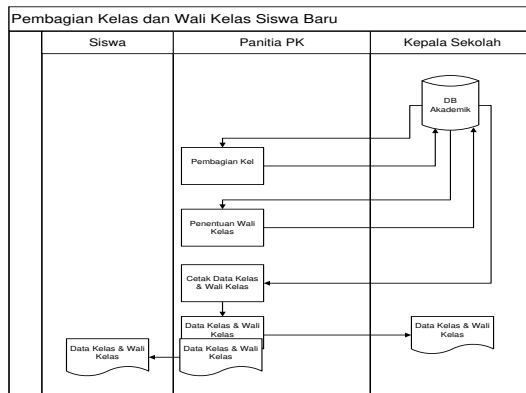 Pembagian Kelas dan Wali Kelas Siswa Baru
Siswa
Panitia PK
Kepala Sekolah
DB
Akademik
Pembagian Kel
Penentuan Wali
Kelas
Cetak Data Kelas
& Wali Kelas
Data Kelas & Wali
Kelas
Data Kelas & Wali
Kelas
Data Kelas & Wali
Kelas
Data Kelas & Wali
Kelas